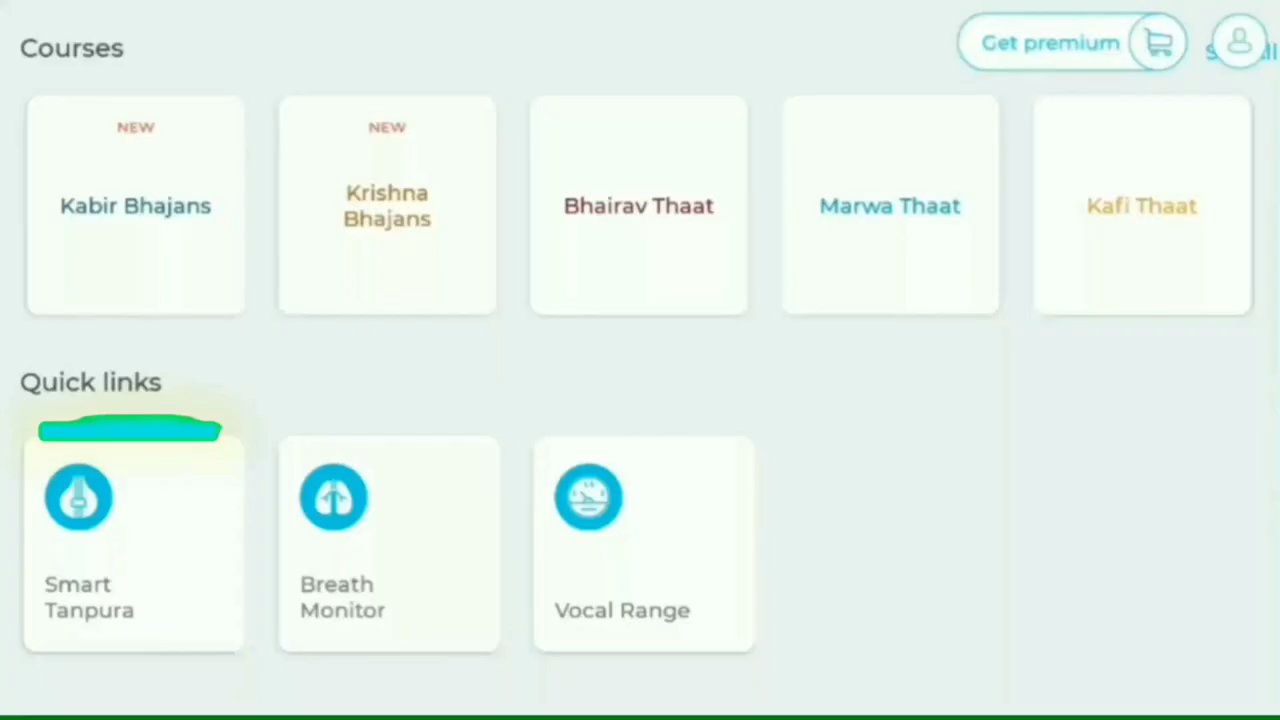 Courses
Get premium
NEW
Kabir Bhajans
NEW
Krishna
Bhajans
Bhairav Thaat
Marwa Thaat
Kafi Thaat
Quick links
Smart
Tanpura
Breath
Monitor
Vocal Range